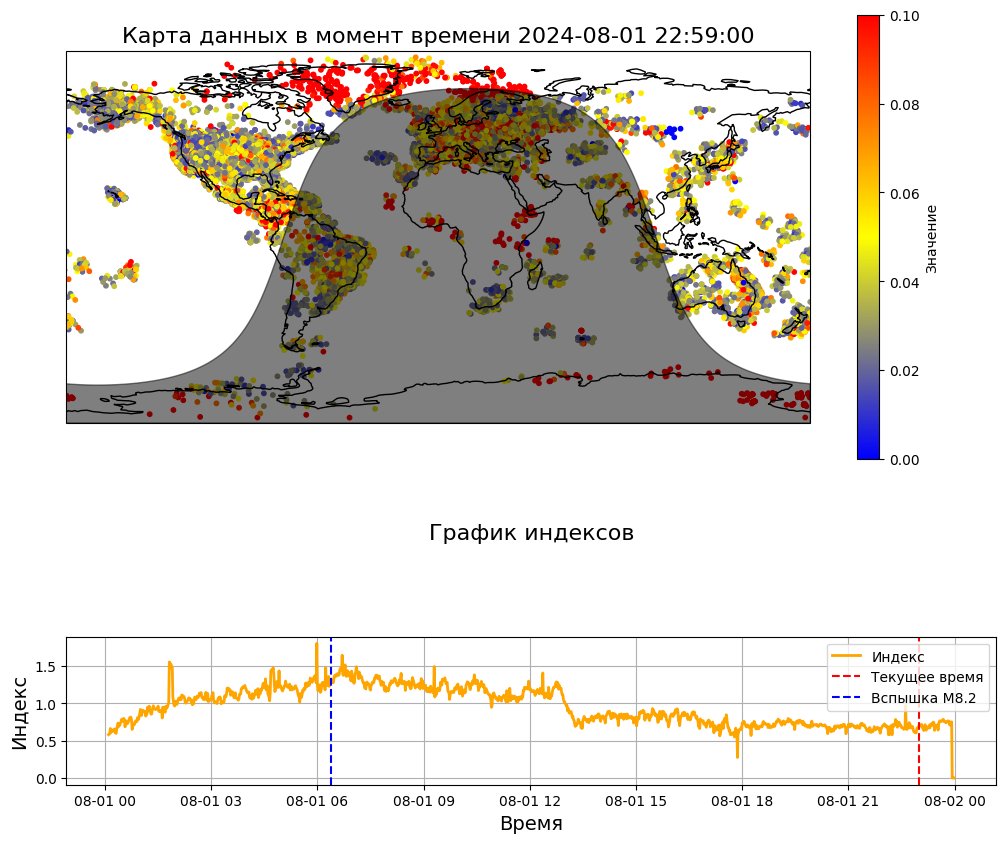 Карта данных в момент времени 2024-08-01 22:59:00
0.10
0.08
0.06
0.04
0.02
0.00
Значение
График индексов
Индекс
1.5
1.0
0.5
0.0
Индекс
Текущее время
Вспышка М8.2
08-01 00
08-01 03
08-01 06
08-01 09
08-01 12
08-01 15
08-01 18
08-01 21
08-02 00
Время